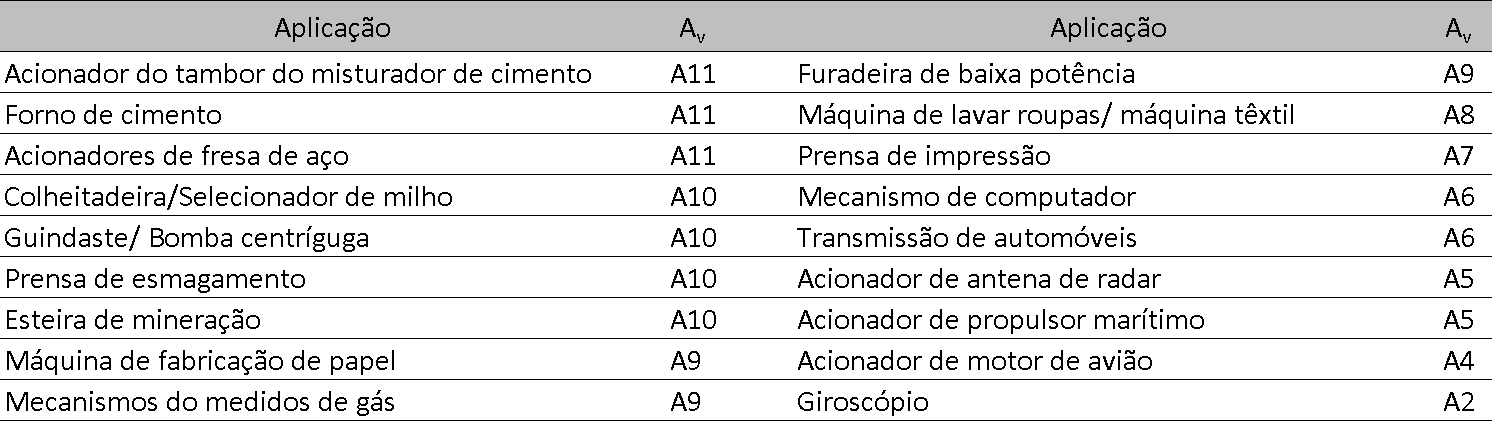 Aplicação Av Aplicação Av
Acionador do tambor do misturador de cimento A11 Furadeira de baixa potência A9
Forno de cimento A11 Máquina de lavar roupas/ máquina têxtil A8
Acionadores de fresa de aço A11 Prensa de impressão A7
Colheitadeira/Selecionador de milho A10 Mecanismo de computador A6
Guindaste/ Bomba centríguga A10 Transmissão de automóveis A6
Prensa de esmagamento A10 Acionador de antena de radar A5
Esteira de mineração A10 Acionador de propulsor marítimo A5
Máquina de fabricação de papel A9 Acionador de motor de avião A4
Mecanismos do medidos de gás A9 Giroscópio A2